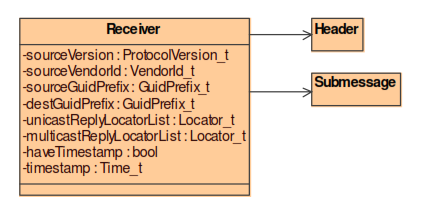 Receiver
-sourceVersion : ProtocolVersion_t
-sourceVendorId : VendorId_t
-sourceGuidPrefix : GuidPrefix_t
-destGuidPrefix : GuidPrefix_t
-unicastReplyLocatorList : Locator_t
-multicastReplyLocatorList : Locator_t
-haveTimestamp : bool
-timestamp : Time_t
Header
Submessage